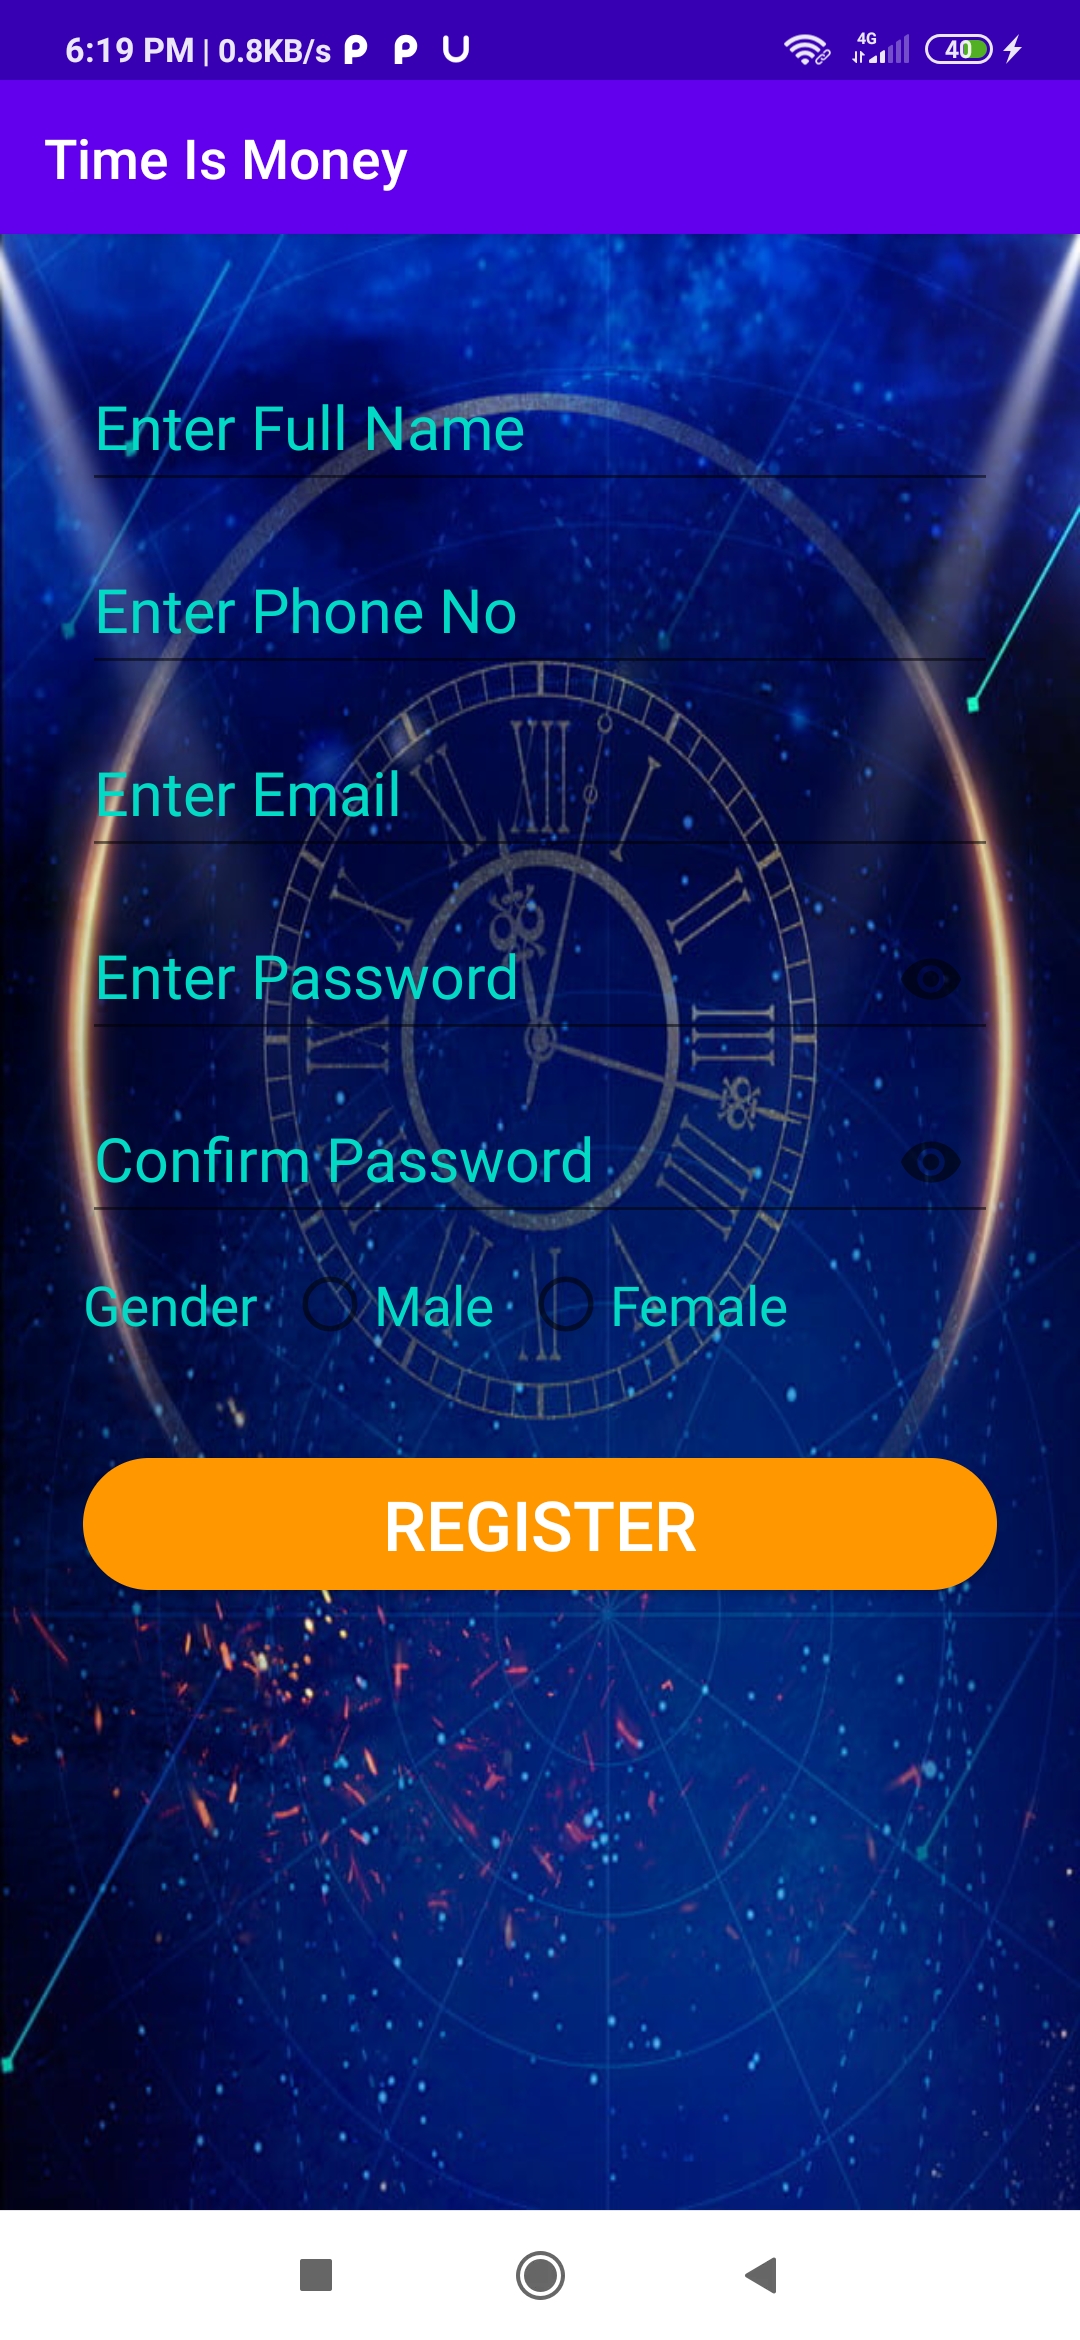 6:19 PM | 0.8KB/s
4G
40
Time Is Money
Enter Full Name
Enter Phone No
Enter Email
Enter Password
Confirm Password
Gender Male Female
REGISTER